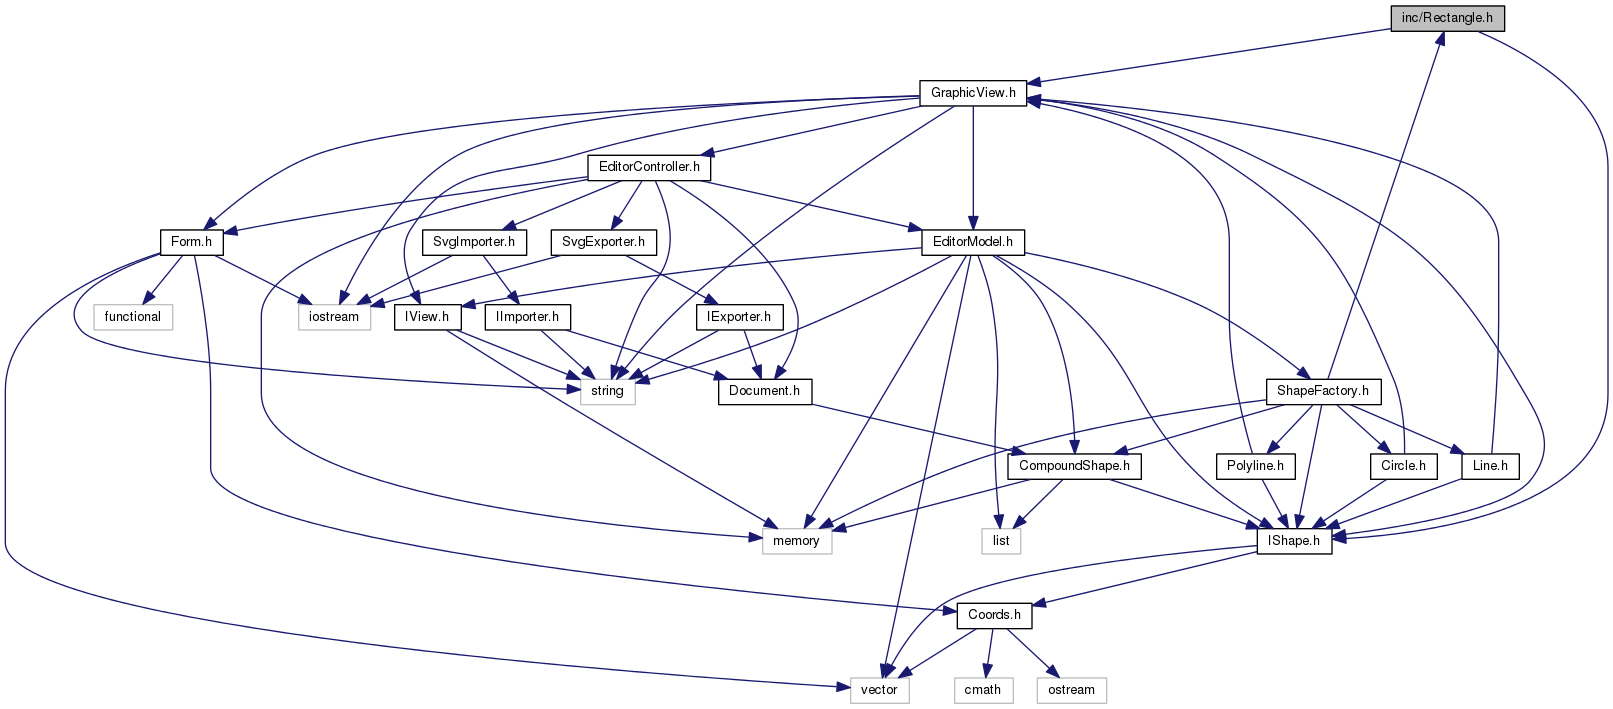 inc/Rectangle.h
GraphicView.h
EditorController.h
Form.h
SvgImporter.h
SvgExporter.h
EditorModel.h
functional
iostream
IView.h
IImporter.h
IExporter.h
string
Document.h
ShapeFactory.h
CompoundShape.h
Polyline.h
Circle.h
Line.h
memory
list
IShape.h
Coords.h
vector
cmath
ostream